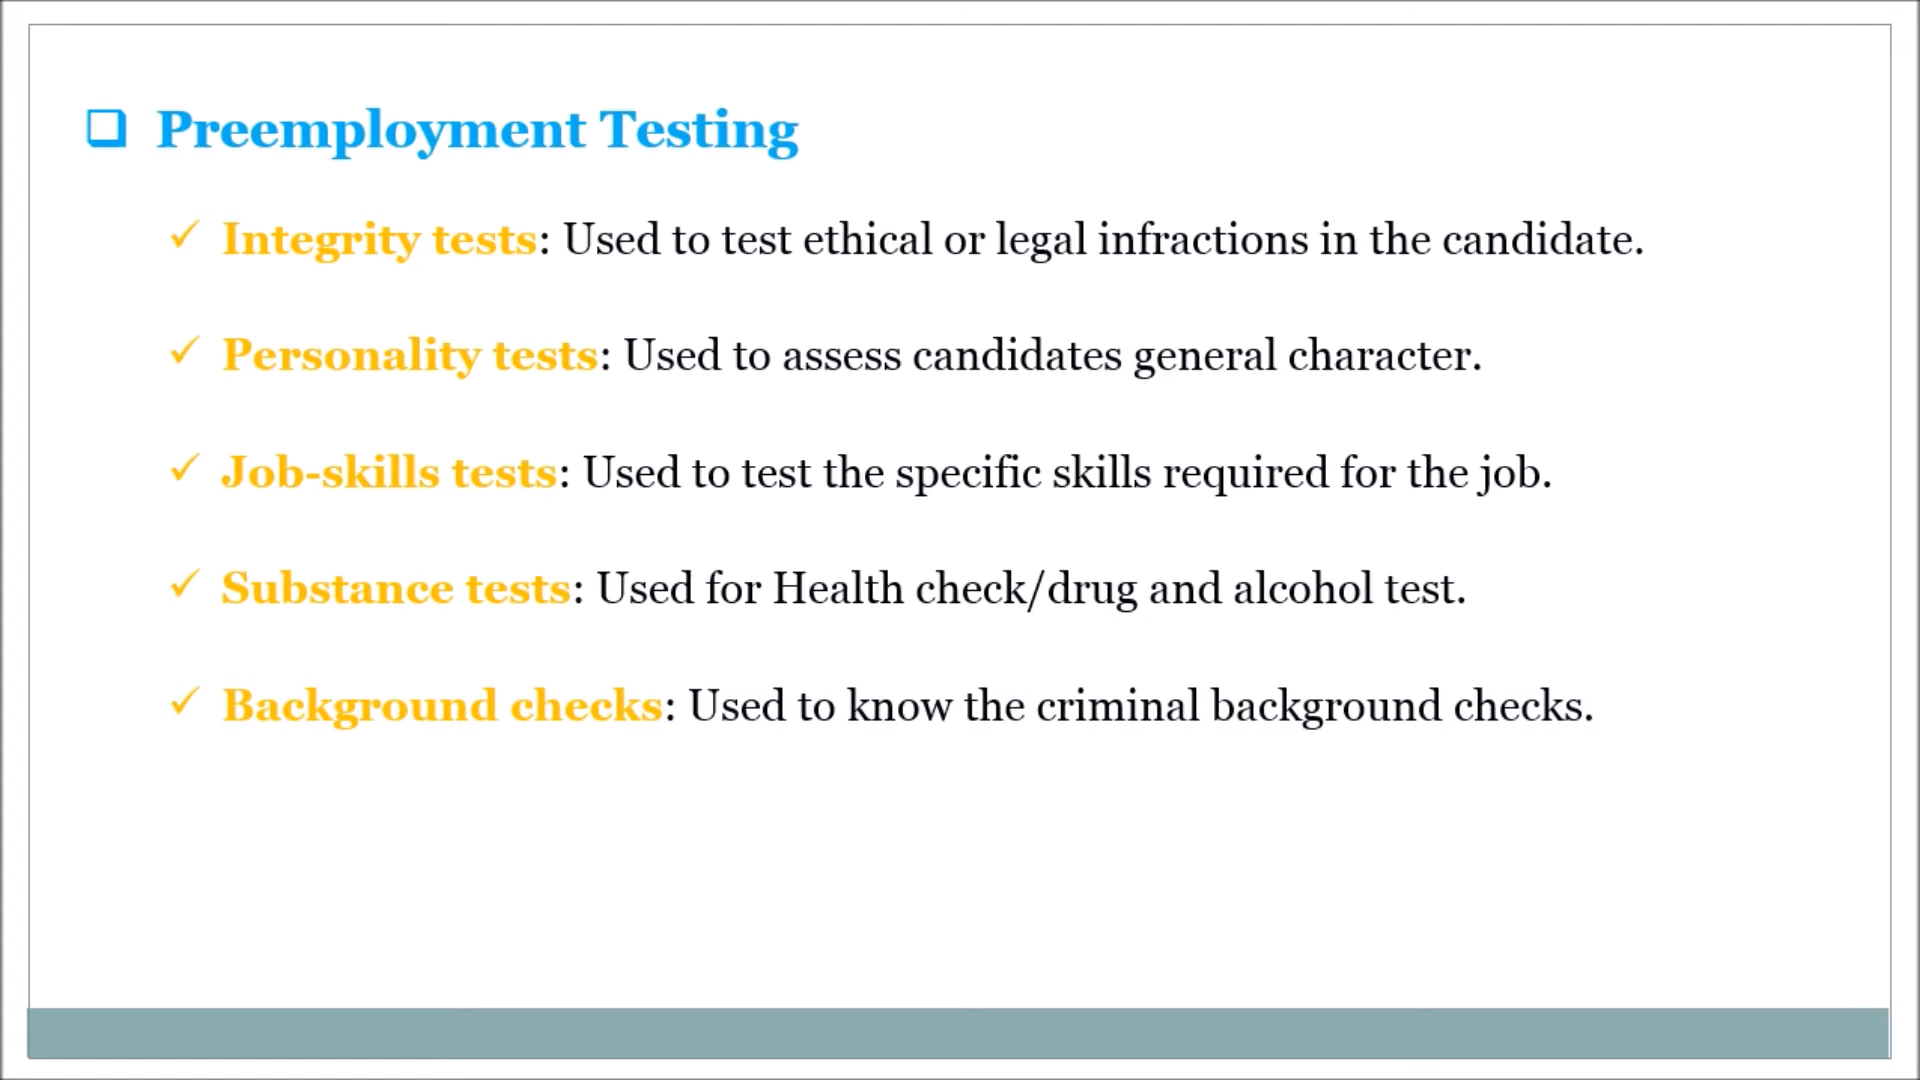 ❑ Preemployment Testing
✓ Integrity tests: Used to test ethical or legal infractions in the candidate.
✓ Personality tests: Used to assess candidates general character.
✓ Job-skills tests: Used to test the specific skills required for the job.
✓ Substance tests: Used for Health check/drug and alcohol test.
✓ Background checks: Used to know the criminal background checks.